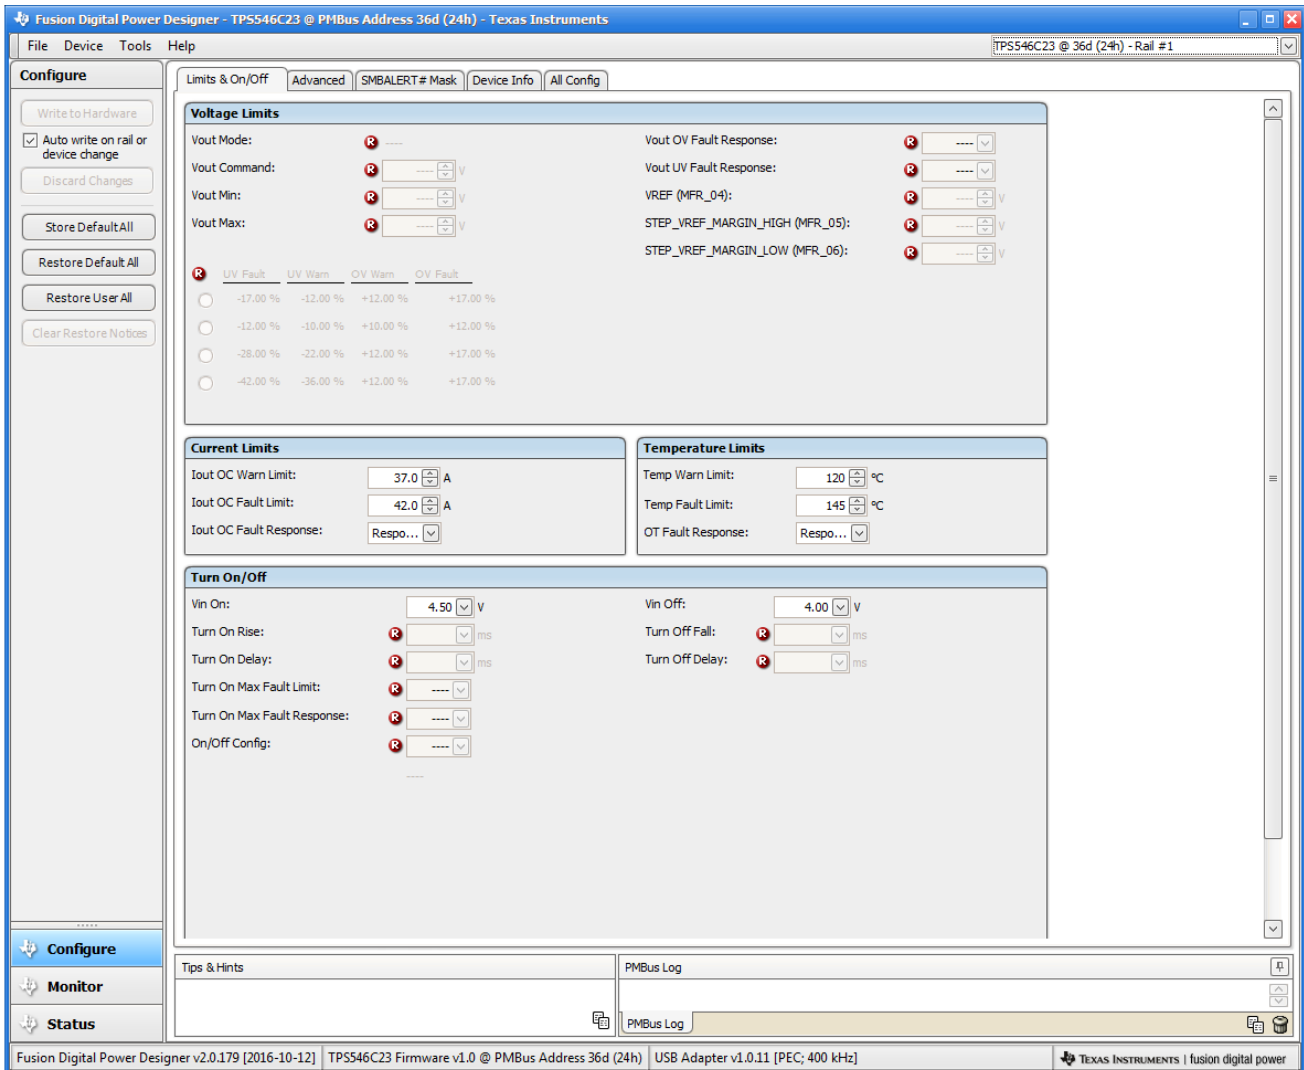 Fusion Digital Power Designer - TPS546C23 @ PMBus Address 36d (24h) - Texas Instruments
File Device Tools Help
TPS546C23 @ 36d (24h) - Rail #1
Configure
Write to Hardware
Auto write on rail or
device change
Discard Changes
Store Default All
Restore Default All
Restore User All
Clear Restore Notices
Limits & On/Off Advanced SMBALERT# Mask Device Info All Config
Voltage Limits
Vout Mode: R ---- Vout OV Fault Response: R ----
Vout Command: R ---- V Vout UV Fault Response: R ----
Vout Min: R ---- V VREF (MFR_04): R ---- V
Vout Max: R ---- V STEP_VREF_MARGIN_HIGH (MFR_05): R ---- V
STEP_VREF_MARGIN_LOW (MFR_06): R ---- V
R UV Fault UV Warn OV Warn OV Fault
-17.00 % -12.00 % +12.00 % +17.00 %
-12.00 % -10.00 % +10.00 % +12.00 %
-28.00 % -22.00 % +12.00 % +17.00 %
-42.00 % -36.00 % +12.00 % +17.00 %
Current Limits
Iout OC Warn Limit: 37.0 A
Iout OC Fault Limit: 42.0 A
Iout OC Fault Response: Respo...
Temperature Limits
Temp Warn Limit: 120 ºC
Temp Fault Limit: 145 ºC
OT Fault Response: Respo...
Turn On/Off
Vin On: 4.50 V Vin Off: 4.00 V
Turn On Rise: R ms Turn Off Fall: R ms
Turn On Delay: R ms Turn Off Delay: R ms
Turn On Max Fault Limit: R ----
Turn On Max Fault Response: R ----
On/Off Config: R ----
----
Configure
Monitor
Status
Tips & Hints
PMBus Log
PMBus Log
Fusion Digital Power Designer v2.0.179 [2016-10-12] TPS546C23 Firmware v1.0 @ PMBus Address 36d (24h) USB Adapter v1.0.11 [PEC; 400 kHz] TEXAS INSTRUMENTS | fusion digital power